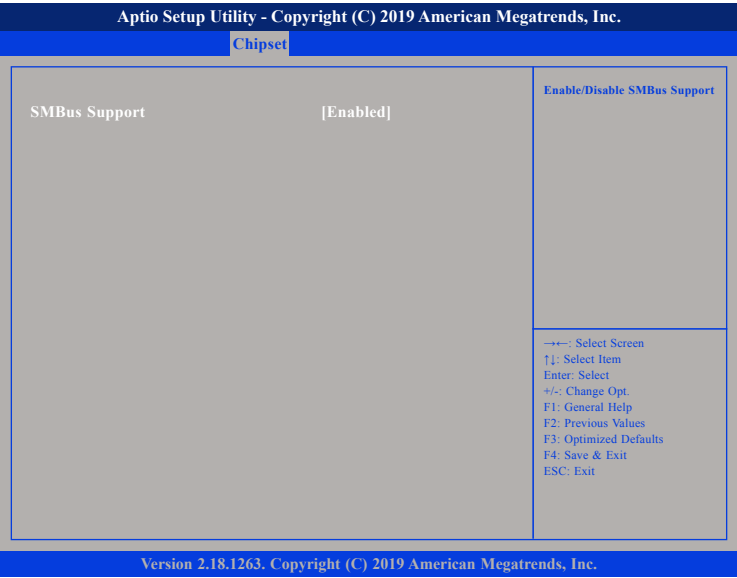 Aptio Setup Utility - Copyright (C) 2019 American Megatrends, Inc.
Chipset
SMBus Support [Enabled]
Enable/Disable SMBus Support
→←: Select Screen
↑↓: Select Item
Enter: Select
+/-: Change Opt.
F1: General Help
F2: Previous Values
F3: Optimized Defaults
F4: Save & Exit
ESC: Exit
Version 2.18.1263. Copyright (C) 2019 American Megatrends, Inc.